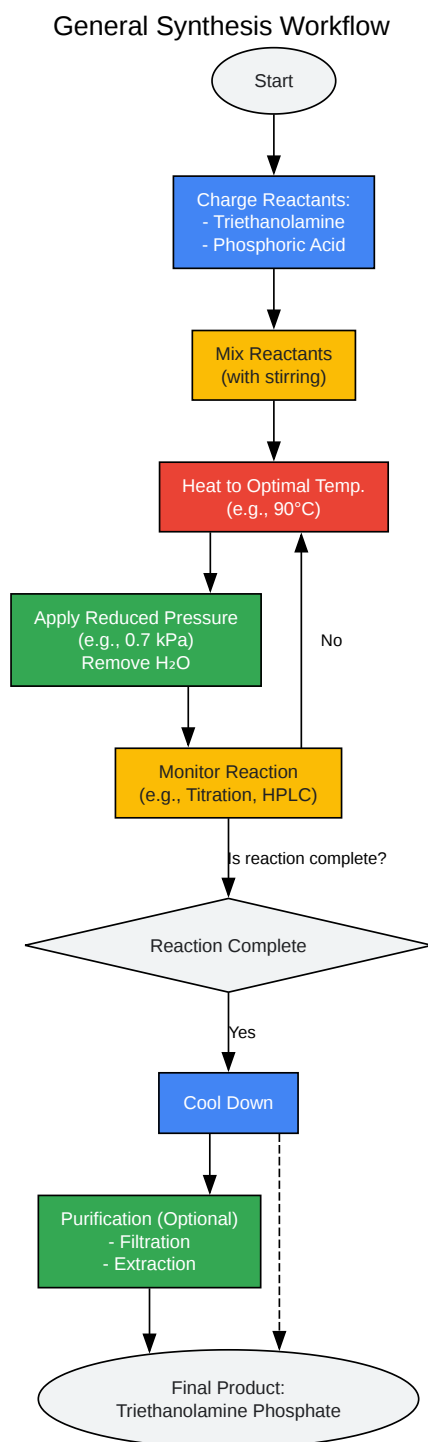 General Synthesis Workflow
Start
Charge Reactants:
- Triethanolamine
- Phosphoric Acid
Mix Reactants
(with stirring)
Heat to Optimal Temp.
(e.g., 90°C)
Apply Reduced Pressure
(e.g., 0.7 kPa)
Remove H₂O
No
Monitor Reaction
(e.g., Titration, HPLC)
Is reaction complete?
Reaction Complete
Yes
Cool Down
Purification (Optional)
- Filtration
- Extraction
Final Product:
Triethanolamine Phosphate